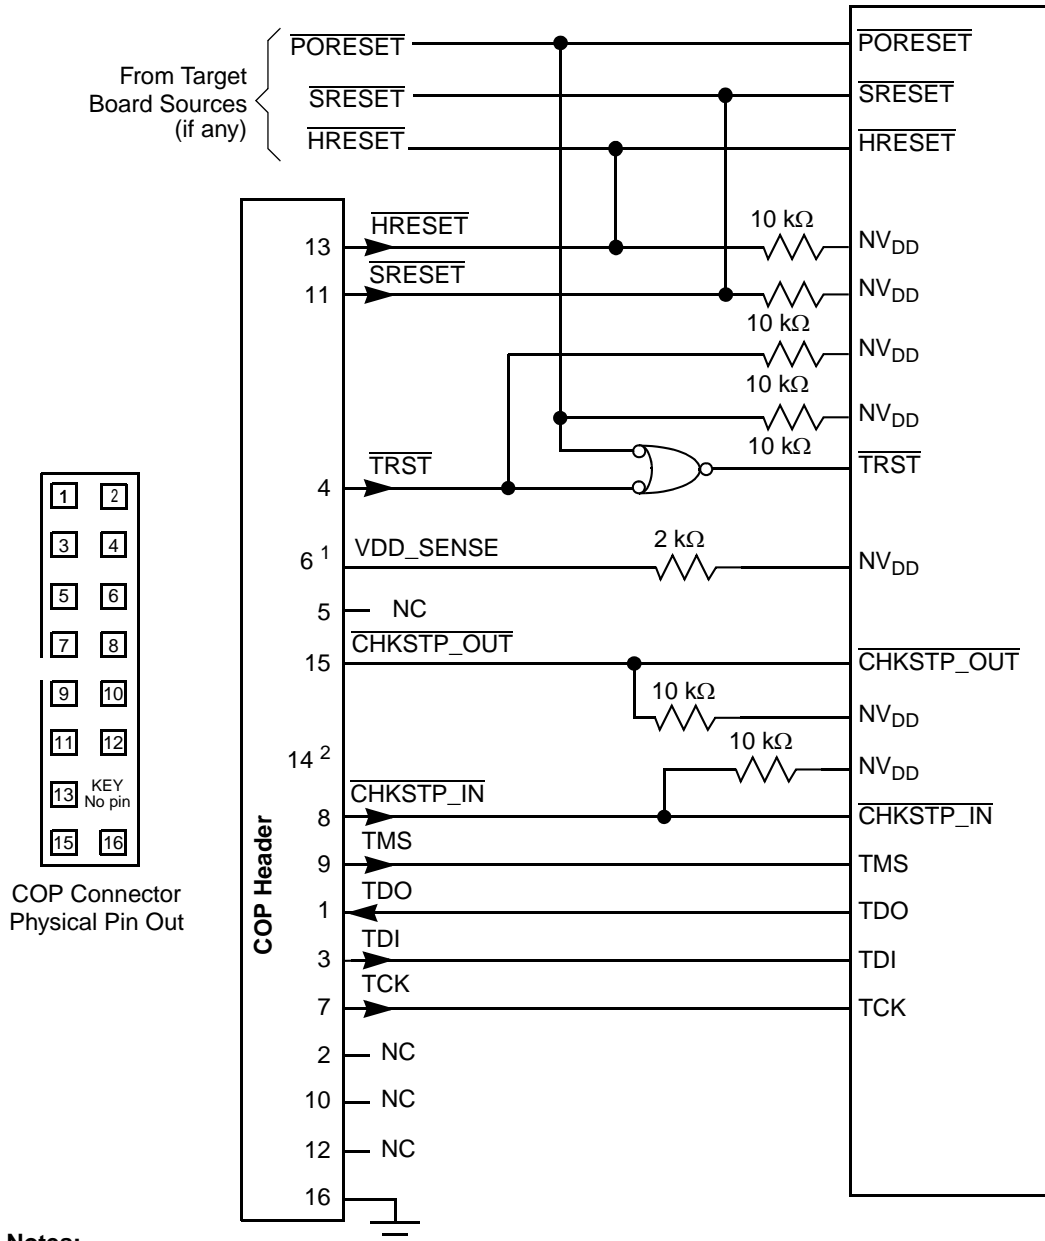 From Target
Board Sources
(if any)
PORESET
SRESET
HRESET
PORESET
SRESET
HRESET
13
HRESET
10 kΩ
NVDD
11
SRESET
NVDD
10 kΩ
NVDD
10 kΩ
NVDD
10 kΩ
4
TRST
TRST
6 1
VDD_SENSE
2 kΩ
NVDD
5
NC
15
CHKSTP_OUT
CHKSTP_OUT
10 kΩ
NVDD
14 2
10 kΩ
NVDD
8
CHKSTP_IN
CHKSTP_IN
9
TMS
TMS
1
TDO
TDO
3
TDI
TDI
7
TCK
TCK
2
NC
10
NC
12
NC
16
COP Header
1 2
3 4
5 6
7 8
9 10
11 12
13 KEY
No pin
15 16
COP Connector
Physical Pin Out
Notes: